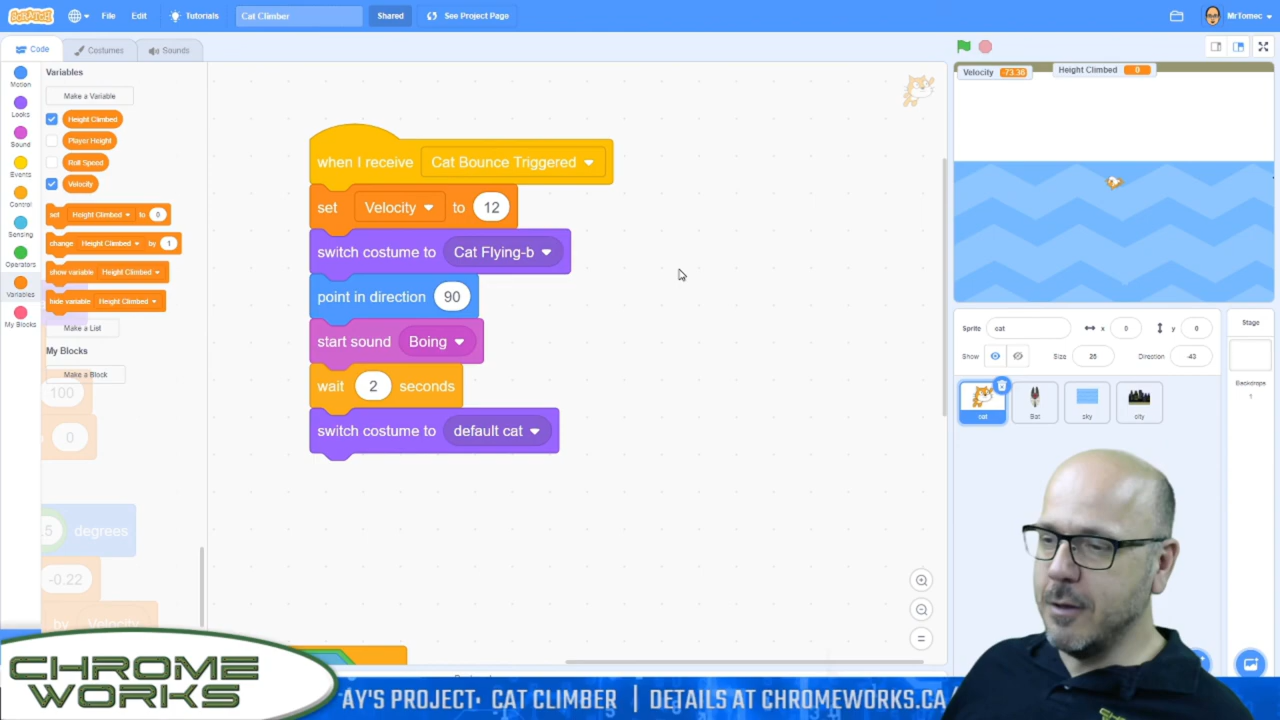 SCRATCH
File
Edit
Tutorials
Cat Climber
Shared
See Project Page
MrTomec
Code
Costumes
Sounds
Motion
Looks
Sound
Events
Control
Sensing
Operators
Variables
My Blocks
Variables
Make a Variable
Height Climbed
Player Height
Roll Speed
Velocity
set Height Climbed to 0
change Height Climbed by 1
show variable Height Climbed
hide variable Height Climbed
Make a List
My Blocks
Make a Block
100
0
.5 degrees
-0.22
by Velocity
when I receive Cat Bounce Triggered
set Velocity to 12
switch costume to Cat Flying-b
point in direction 90
start sound Boing
wait 2 seconds
switch costume to default cat
Velocity -73.36
Height Climbed 0
Sprite cat x 0 y 0
Show Size 28 Direction -43
cat
Bat
sky
city
Stage
Backdrops
1
CHROME
WORKS
AY'S PROJECT: CAT CLIMBER | DETAILS AT CHROMEWORKS.CA/